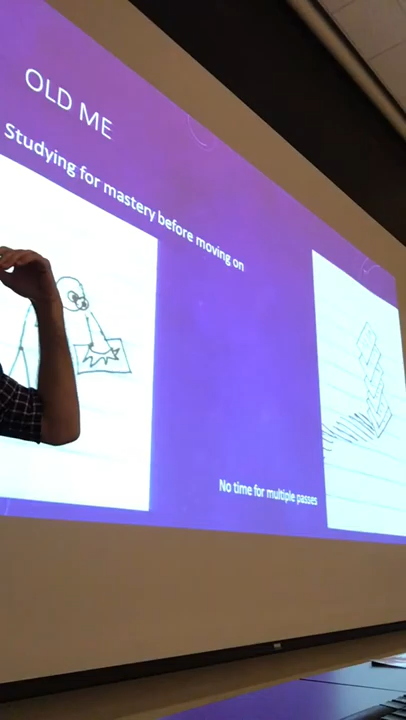 OLD ME
Studying for mastery before moving on
No time for multiple passes